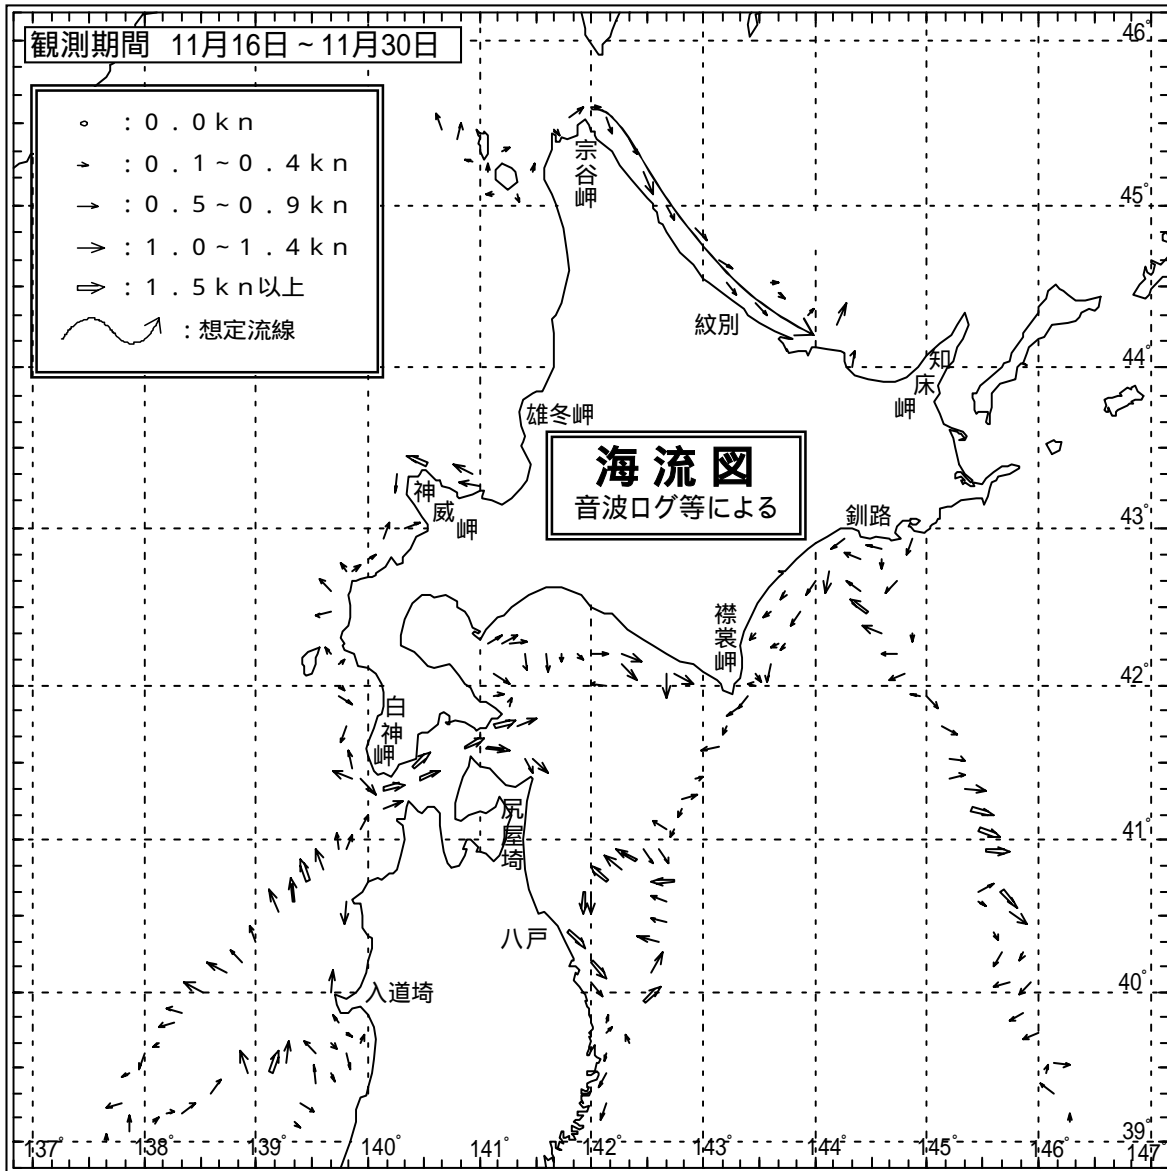 観測期間 11月16日~11月30日
:0.0kn
:0.1~0.4kn
:0.5~0.9kn
:1.0~1.4kn
:1.5kn以上
:想定流線
海流図
音波ログ等による
宗谷岬
紋別
知床岬
雄冬岬
神威岬
釧路
襟裳岬
白神岬
尻屋埼
八戸
入道埼
46°
45°
44°
43°
42°
41°
40°
39°
137°
138°
139°
140°
141°
142°
143°
144°
145°
146°
147°